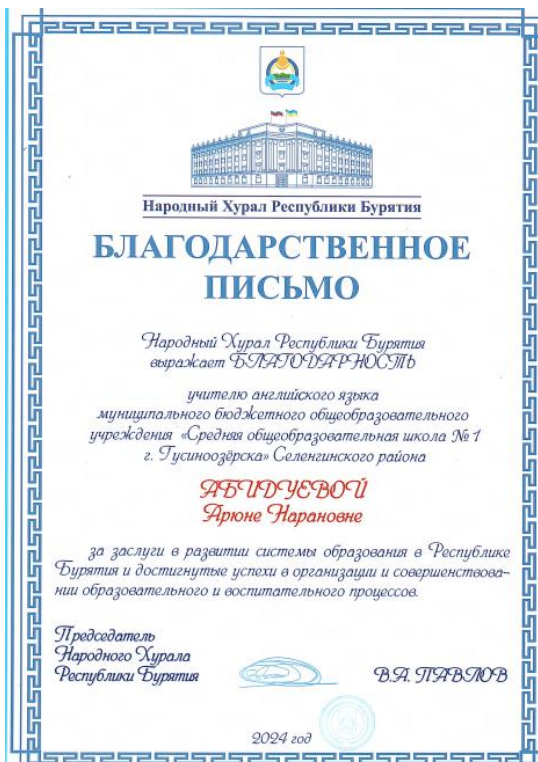 Народный Хурал Республики Бурятия
БЛАГОДАРСТВЕННОЕ
ПИСЬМО
Народный Хурал Республики Бурятия
выражает БЛАГОДАРНОСТЬ
учителю английского языка
муниципального бюджетного общеобразовательного
учреждения «Средняя общеобразовательная школа № 1
г. Гусиноозёрска» Селенгинского района
АБИДУЕВОЙ
Арюне Нарановне
за заслуги в развитии системы образования в Республике
Бурятия и достигнутые успехи в организации и совершенствова-
нии образовательного и воспитательного процессов.
Председатель
Народного Хурала
Республики Бурятия
В.А. ПАВЛОВ
2024 год